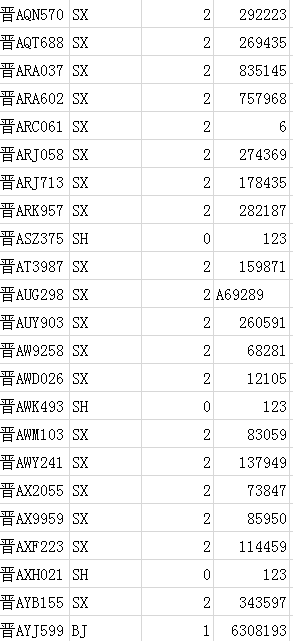 晋AQN570 SX 2 292223
晋AQT688 SX 2 269435
晋ARA037 SX 2 835145
晋ARA602 SX 2 757968
晋ARC061 SX 2 6
晋ARJ058 SX 2 274369
晋ARJ713 SX 2 178435
晋ARK957 SX 2 282187
晋ASZ375 SH 0 123
晋AT3987 SX 2 159871
晋AUG298 SX 2 A69289
晋AUY903 SX 2 260591
晋AW9258 SX 2 68281
晋AWD026 SX 2 12105
晋AWK493 SH 0 123
晋AWM103 SX 2 83059
晋AWY241 SX 2 137949
晋AX2055 SX 2 73847
晋AX9959 SX 2 85950
晋AXF223 SX 2 114459
晋AXH021 SH 0 123
晋AYB155 SX 2 343597
晋AYJ599 BJ 1 6308193